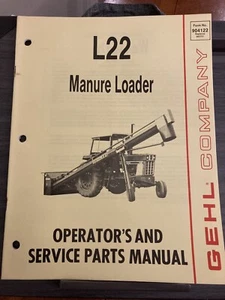 L22
Manure Loader
Form No.
904122
GEHL COMPANY
OPERATOR'S AND
SERVICE PARTS MANUAL